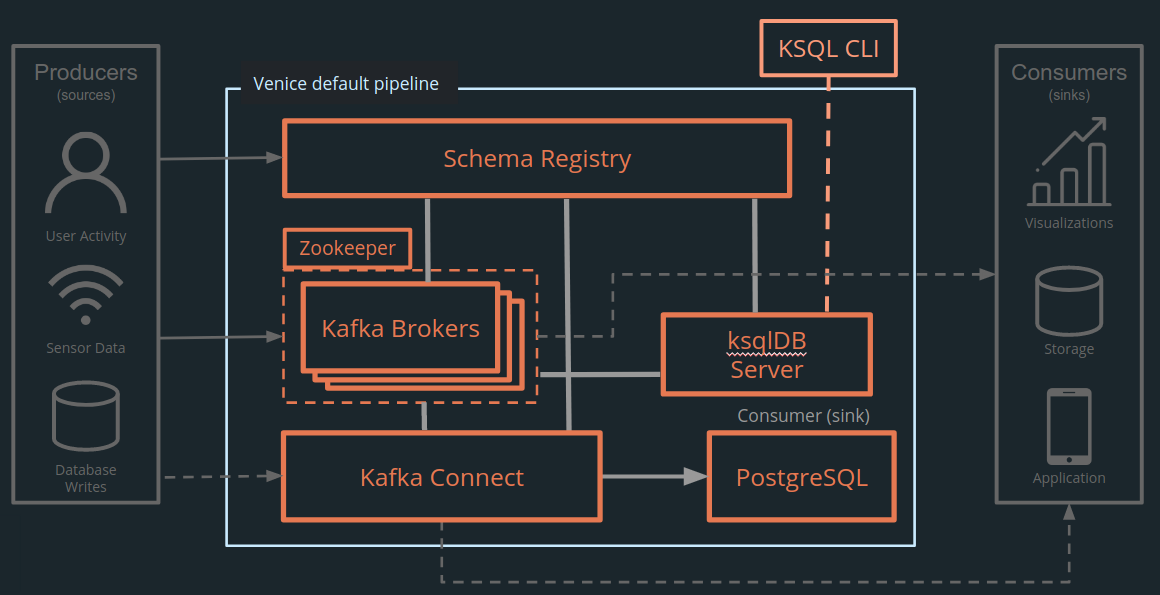 KSQL CLI
Producers
(sources)
User Activity
Sensor Data
Database
Writes
Venice default pipeline
Schema Registry
Zookeeper
Kafka Brokers
ksqlDB
Server
Consumer (sink)
Kafka Connect
PostgreSQL
Consumers
(sinks)
Visualizations
Storage
Application